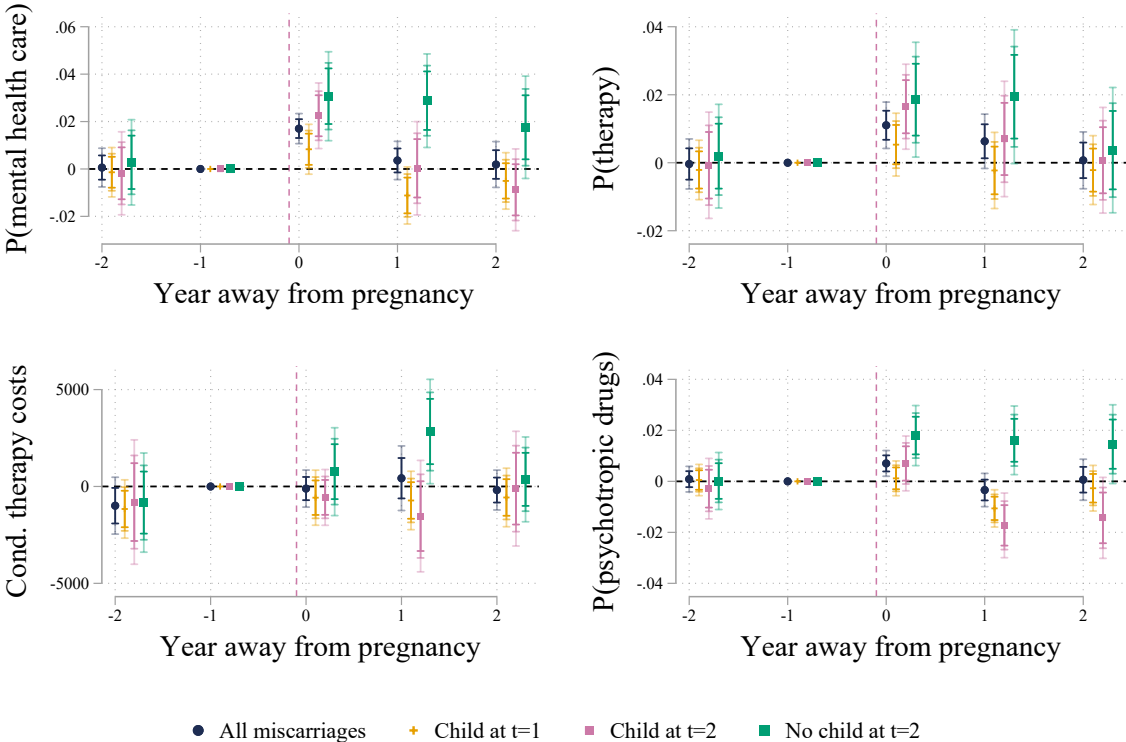 P(mental health care)
.06
.04
.02
0
-.02
-2 -1 0 1 2
Year away from pregnancy
P(therapy)
.04
.02
0
-.02
-2 -1 0 1 2
Year away from pregnancy
Cond. therapy costs
5000
0
-5000
-2 -1 0 1 2
Year away from pregnancy
P(psychotropic drugs)
.04
.02
0
-.02
-.04
-2 -1 0 1 2
Year away from pregnancy
All miscarriages Child at t=1 Child at t=2 No child at t=2